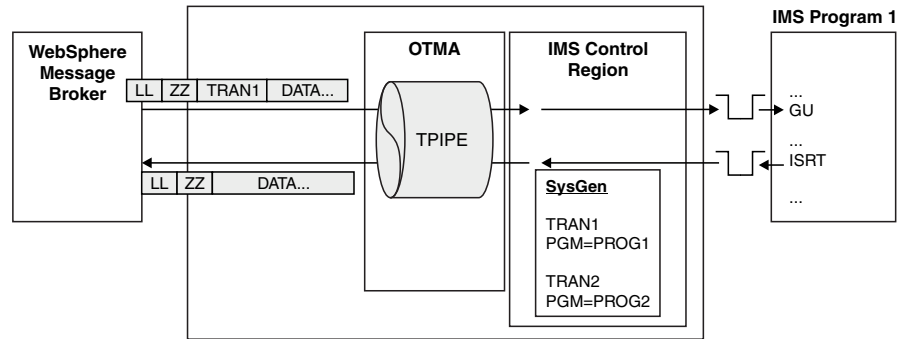 WebSphere
Message
Broker
LL ZZ TRAN1 DATA...
LL ZZ DATA...
OTMA
TPIPE
IMS Control
Region
SysGen
TRAN1
PGM=PROG1
TRAN2
PGM=PROG2
IMS Program 1
...
GU
...
ISRT
...